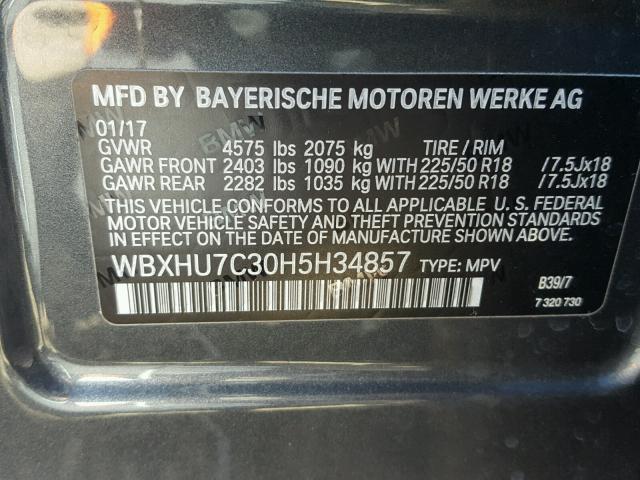 MFD BY BAYERISCHE MOTOREN WERKE AG
01/17
GVWR 4575 lbs 2075 kg TIRE / RIM
GAWR FRONT 2403 lbs 1090 kg WITH 225/50 R18 /7.5Jx18
GAWR REAR 2282 lbs 1035 kg WITH 225/50 R18 /7.5Jx18
THIS VEHICLE CONFORMS TO ALL APPLICABLE U. S. FEDERAL
MOTOR VEHICLE SAFETY AND THEFT PREVENTION STANDARDS
IN EFFECT ON THE DATE OF MANUFACTURE SHOWN ABOVE.
WBXHU7C30H5H34857 TYPE: MPV
B39/7
7 320 730